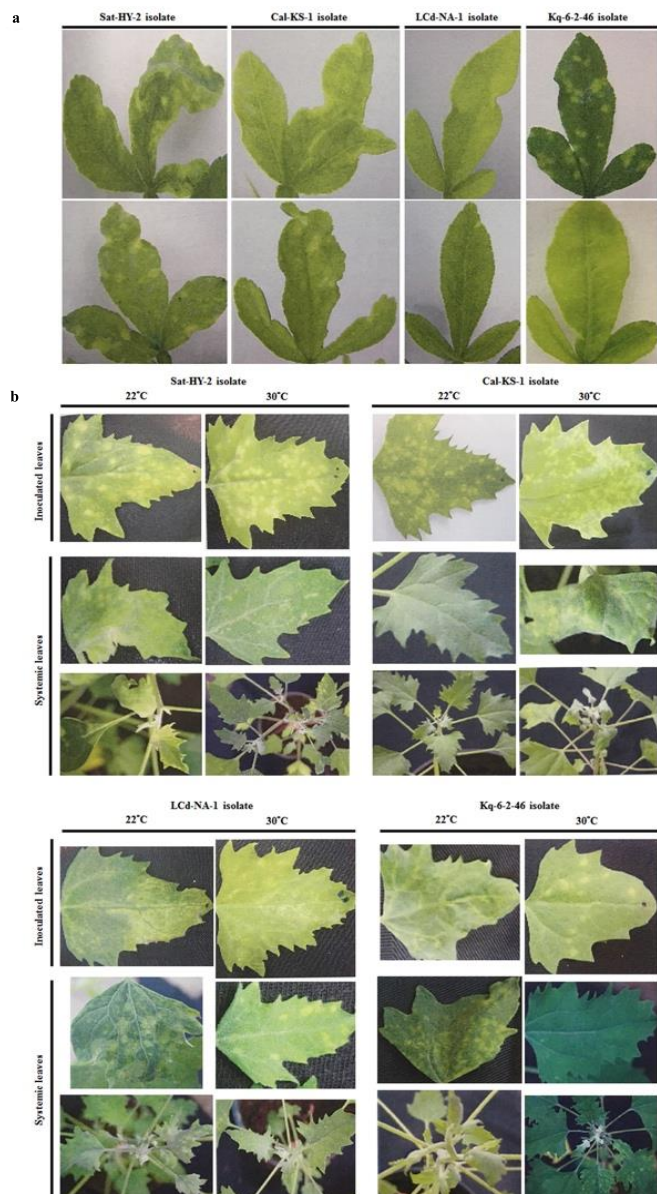 a
Sat-HY-2 isolate Cal-KS-1 isolate LCd-NA-1 isolate Kq-6-2-46 isolate
b
Sat-HY-2 isolate Cal-KS-1 isolate
22˚C 30˚C 22˚C 30˚C
Inoculated leaves
Systemic leaves
LCd-NA-1 isolate Kq-6-2-46 isolate
22˚C 30˚C 22˚C 30˚C
Inoculated leaves
Systemic leaves